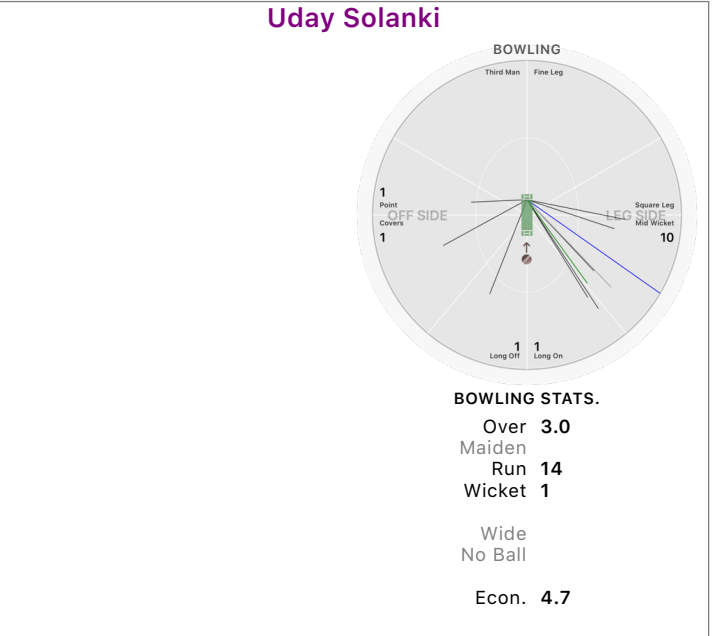 Uday Solanki
BOWLING
Third Man Fine Leg
1
Point Square Leg
OFF SIDE LEG SIDE
Covers Mid Wicket
1 10
1 1
Long Off Long On
BOWLING STATS.
Over 3.0
Maiden
Run 14
Wicket 1
Wide
No Ball
Econ. 4.7